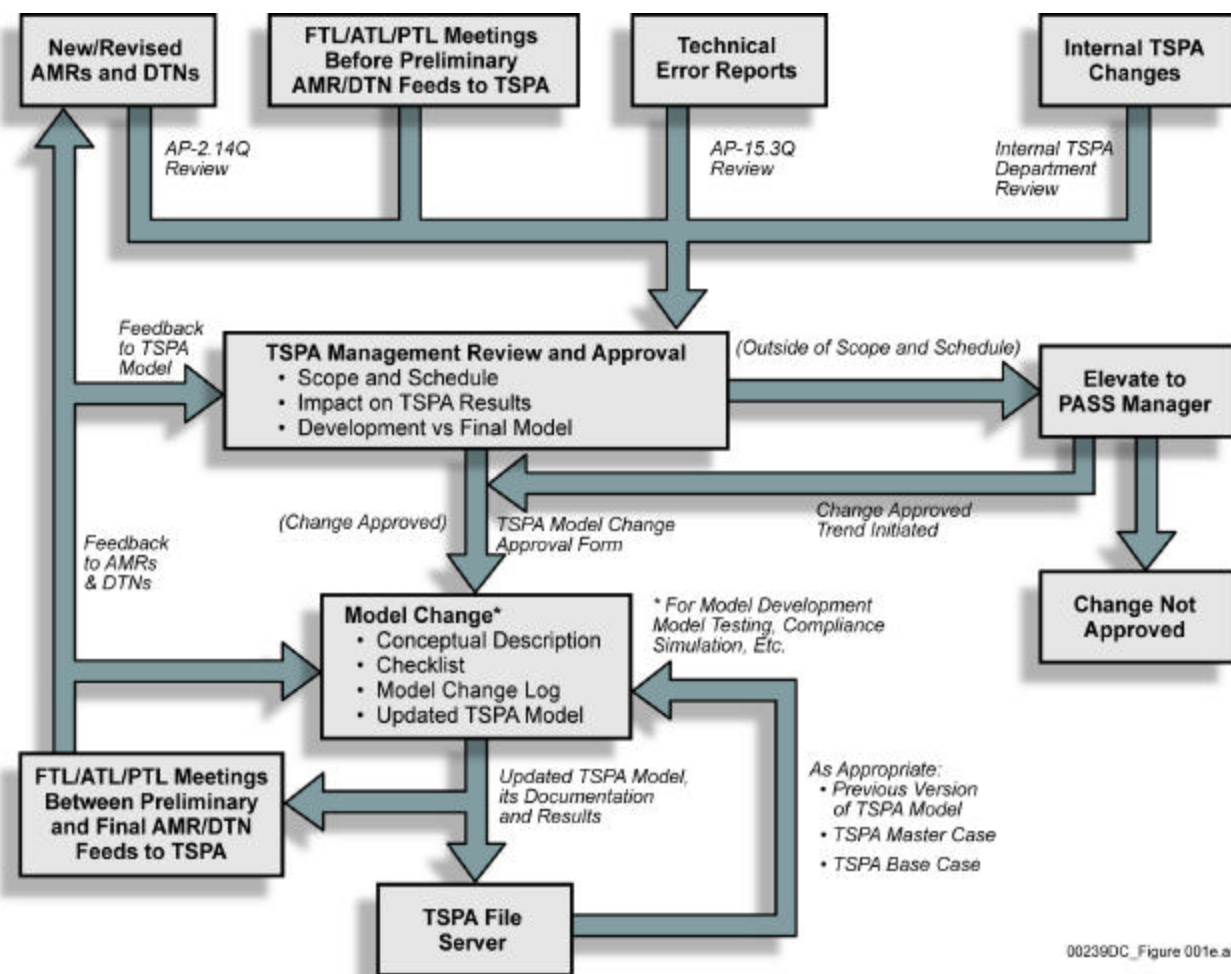 New/Revised
AMRs and DTNs
FTL/ATL/PTL Meetings
Before Preliminary
AMR/DTN Feeds to TSPA
Technical
Error Reports
Internal TSPA
Changes
AP-2.14Q
Review
AP-15.3Q
Review
Internal TSPA
Department
Review
Feedback
to TSPA
Model
TSPA Management Review and Approval
• Scope and Schedule
• Impact on TSPA Results
• Development vs Final Model
(Outside of Scope and Schedule)
Elevate to
PASS Manager
(Change Approved)
TSPA Model Change
Approval Form
Change Approved
Trend Initiated
Feedback
to AMRs
& DTNs
Change Not
Approved
Model Change*
• Conceptual Description
• Checklist
• Model Change Log
• Updated TSPA Model
* For Model Development
Model Testing, Compliance
Simulation, Etc.
FTL/ATL/PTL Meetings
Between Preliminary
and Final AMR/DTN
Feeds to TSPA
Updated TSPA Model,
its Documentation
and Results
As Appropriate:
• Previous Version
of TSPA Model
• TSPA Master Case
• TSPA Base Case
TSPA File
Server
00239DC_Figure 001e.a